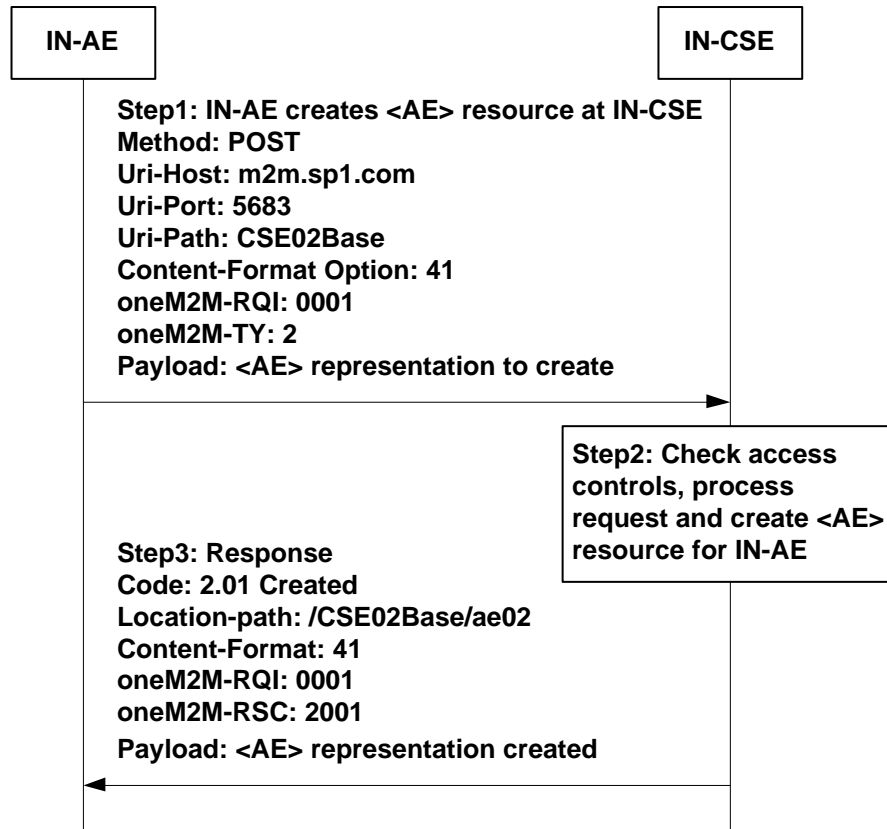 IN-AE
IN-CSE
Step1: IN-AE creates <AE> resource at IN-CSE
Method: POST
Uri-Host: m2m.sp1.com
Uri-Port: 5683
Uri-Path: CSE02Base
Content-Format Option: 41
oneM2M-RQI: 0001
oneM2M-TY: 2
Payload: <AE> representation to create
Step2: Check access
controls, process
request and create <AE>
resource for IN-AE
Step3: Response
Code: 2.01 Created
Location-path: /CSE02Base/ae02
Content-Format: 41
oneM2M-RQI: 0001
oneM2M-RSC: 2001
Payload: <AE> representation created